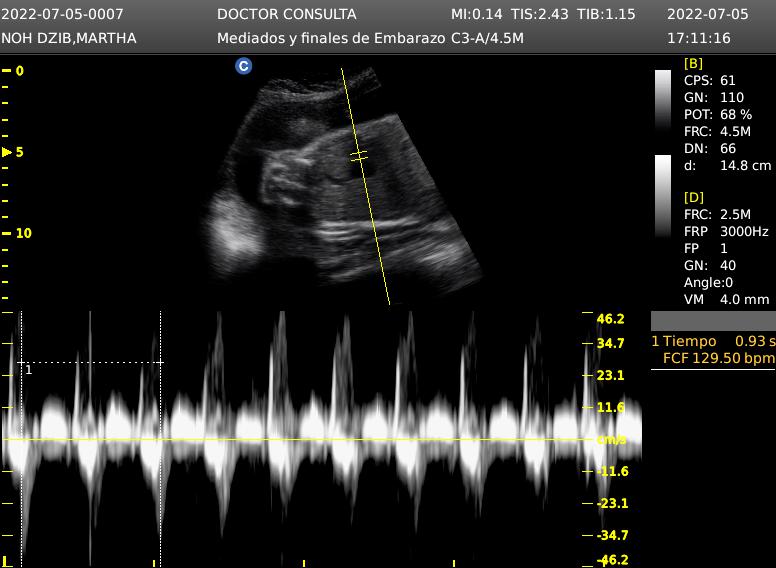 2022-07-05-0007 DOCTOR CONSULTA MI:0.14 TIS:2.43 TIB:1.15 2022-07-05
NOH DZIB,MARTHA Mediados y finales de Embarazo C3-A/4.5M 17:11:16
C
0
5
10
[B]
CPS: 61
GN: 110
POT: 68 %
FRC: 4.5M
DN: 66
d: 14.8 cm
[D]
FRC: 2.5M
FRP 3000Hz
FP 1
GN: 40
Angle:0
VM 4.0 mm
1 Tiempo 0.93 s
FCF 129.50 bpm
1
46.2
34.7
23.1
11.6
cm/s
-11.6
-23.1
-34.7
-46.2